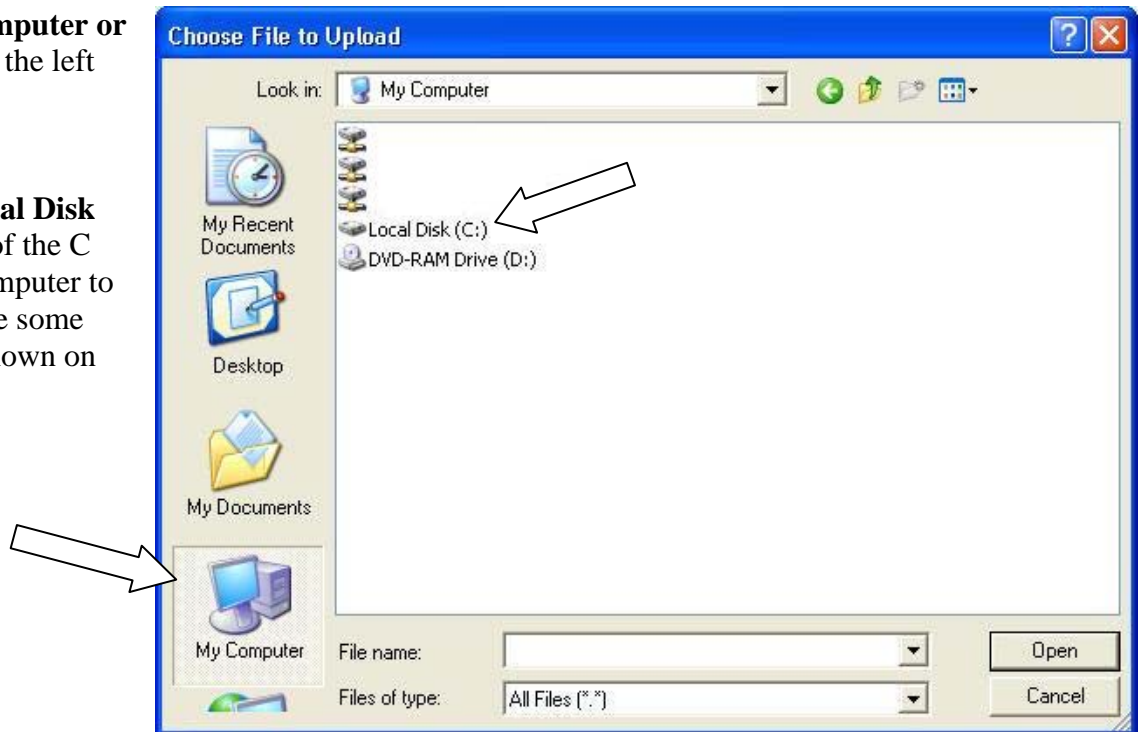 mputer or
the left
al Disk
of the C
mputer to
e some
own on
Choose File to Upload
Look in:
My Computer
My Recent
Documents
Desktop
My Documents
My Computer
Local Disk (C:)
DVD-RAM Drive (D:)
File name:
Open
Files of type:
All Files (*.*)
Cancel